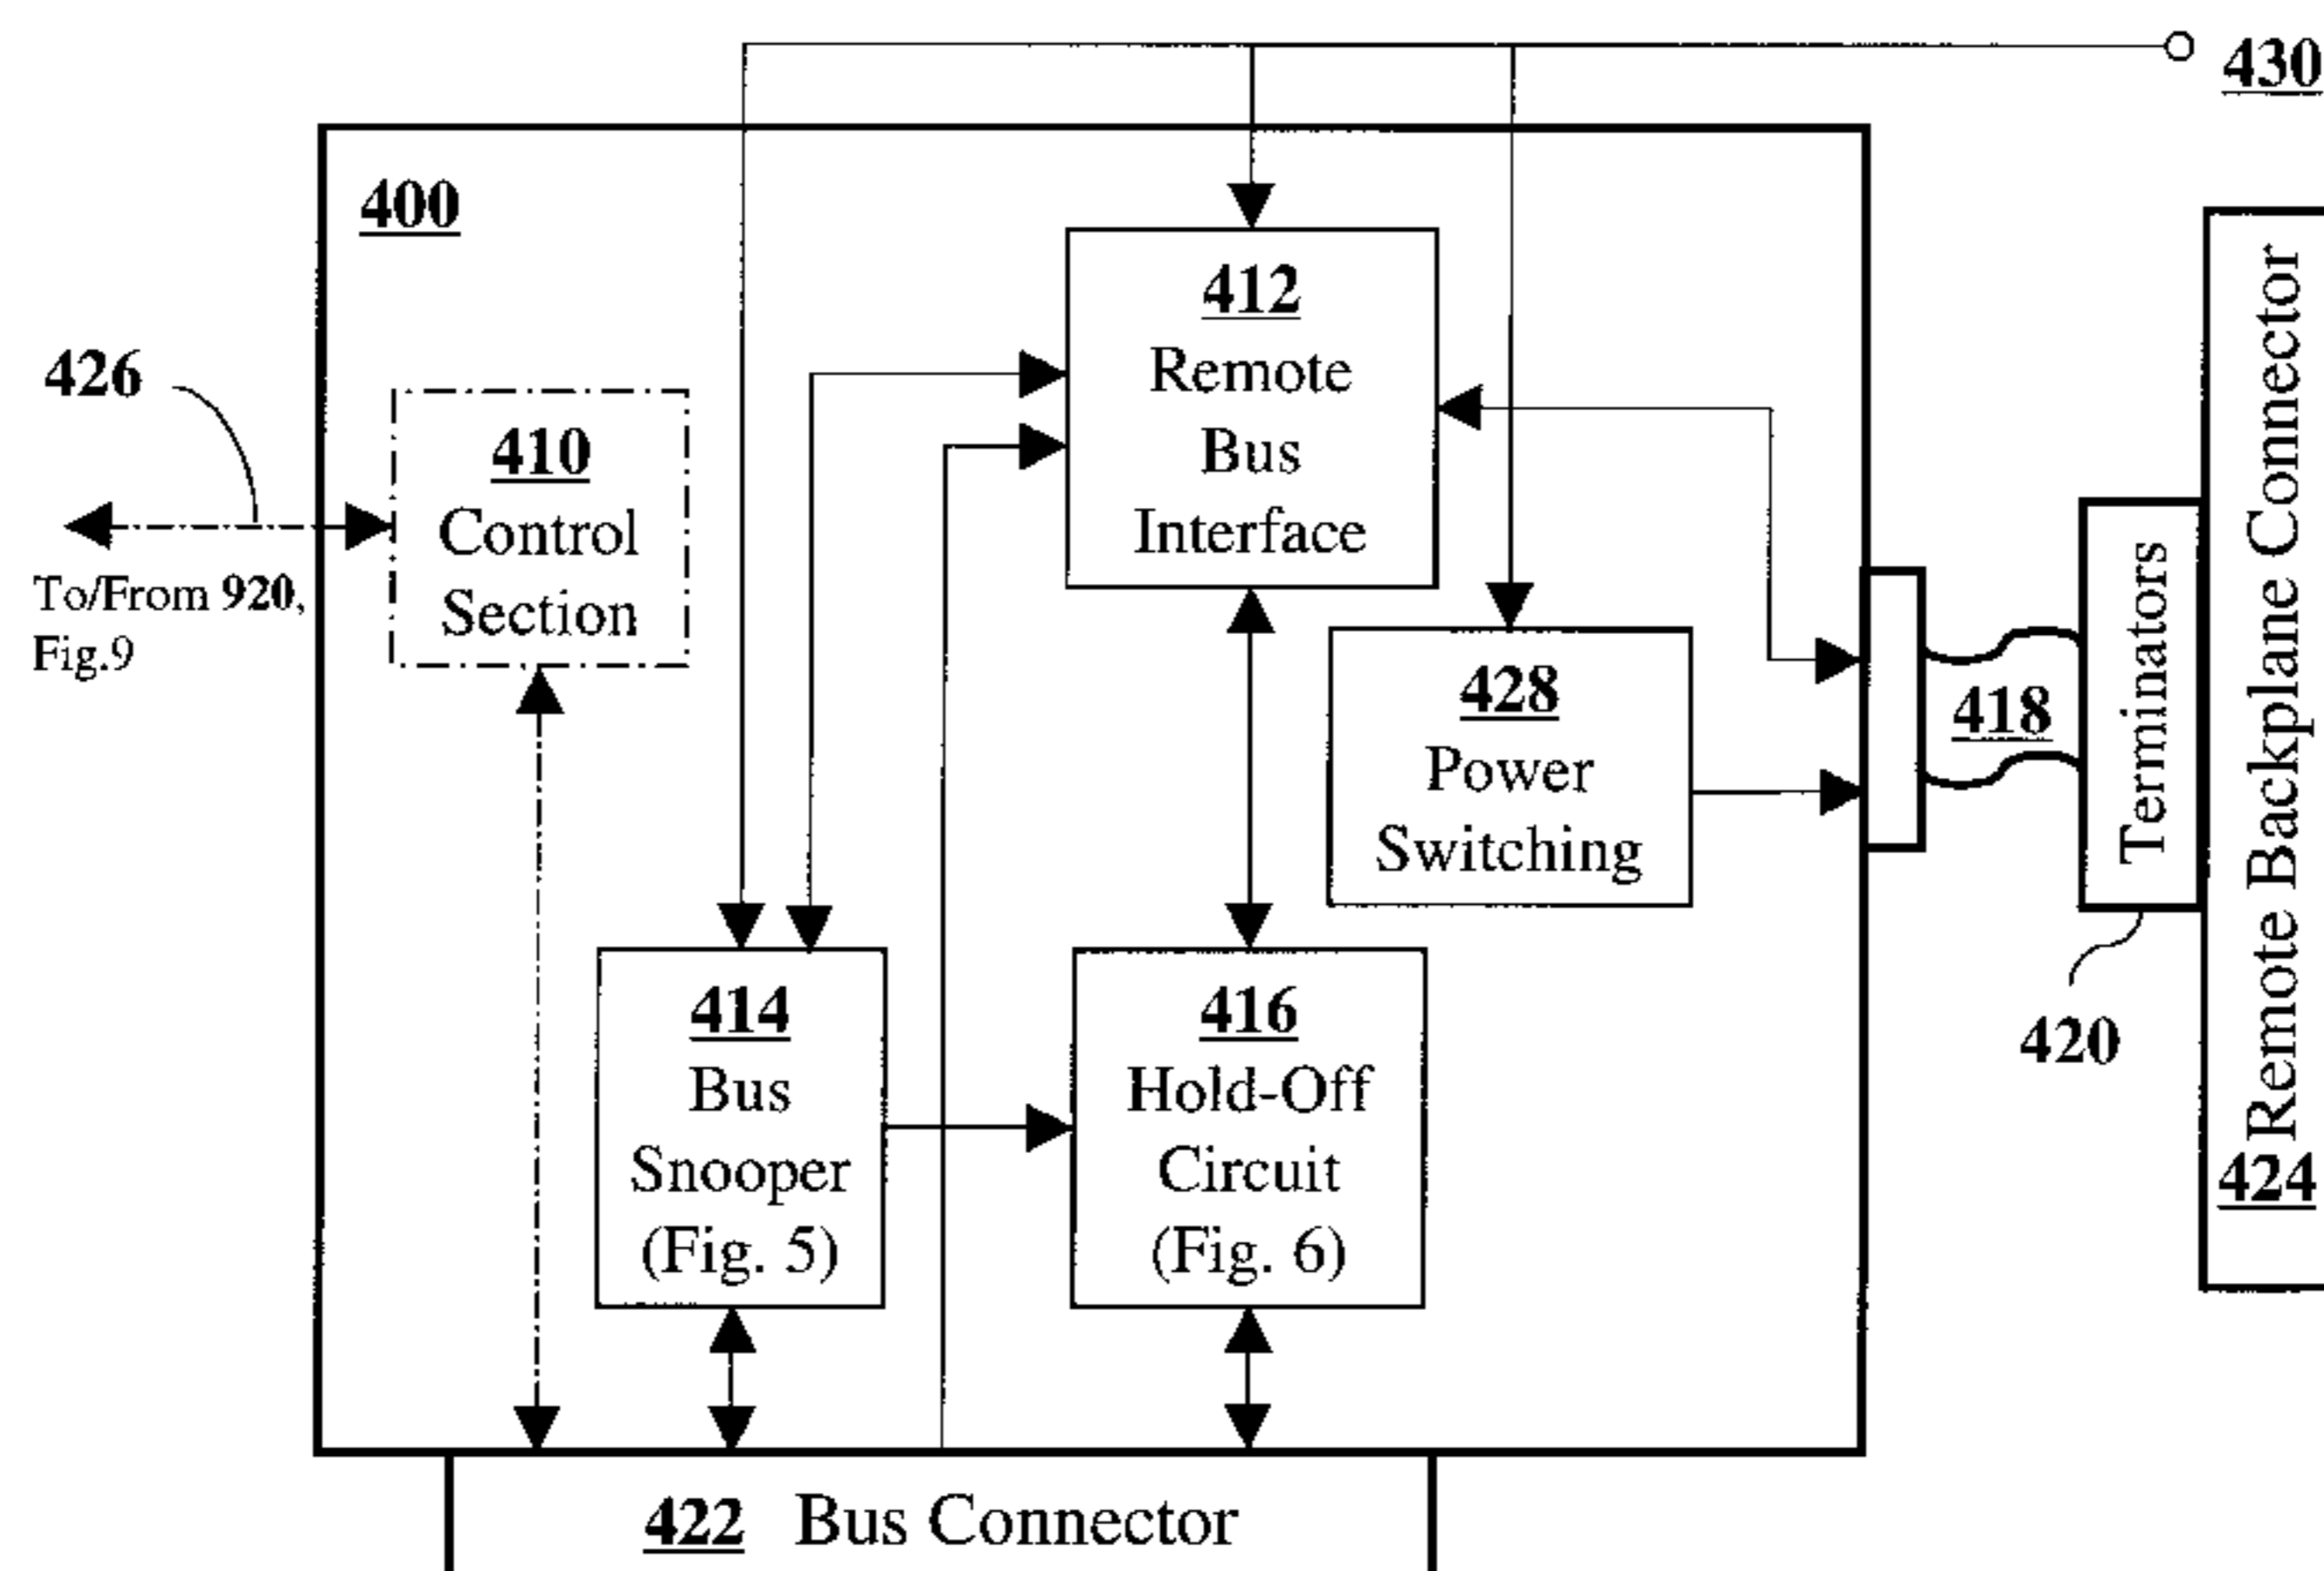 430
400
412
Remote
Bus
Interface
426
410
Control
Section
To/From 920,
Fig.9
428
Power
Switching
418
Terminators
420
Remote Backplane Connector
424
414
Bus
Snooper
(Fig. 5)
416
Hold-Off
Circuit
(Fig. 6)
422 Bus Connector